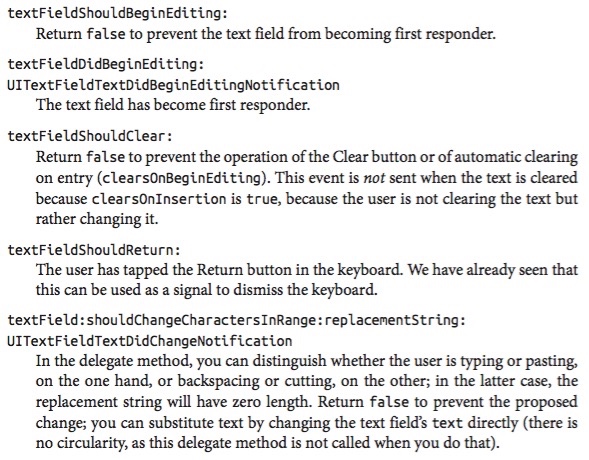 textFieldShouldBeginEditing:
Return false to prevent the text field from becoming first responder.
textFieldDidBeginEditing:
UITextFieldTextDidBeginEditingNotification
The text field has become first responder.
textFieldShouldClear:
Return false to prevent the operation of the Clear button or of automatic clearing
on entry (clearsOnBeginEditing). This event is not sent when the text is cleared
because clearsOnInsertion is true, because the user is not clearing the text but
rather changing it.
textFieldShouldReturn:
The user has tapped the Return button in the keyboard. We have already seen that
this can be used as a signal to dismiss the keyboard.
textField:shouldChangeCharactersInRange:replacementString:
UITextFieldTextDidChangeNotification
In the delegate method, you can distinguish whether the user is typing or pasting,
on the one hand, or backspacing or cutting, on the other; in the latter case, the
replacement string will have zero length. Return false to prevent the proposed
change; you can substitute text by changing the text field’s text directly (there is
no circularity, as this delegate method is not called when you do that).